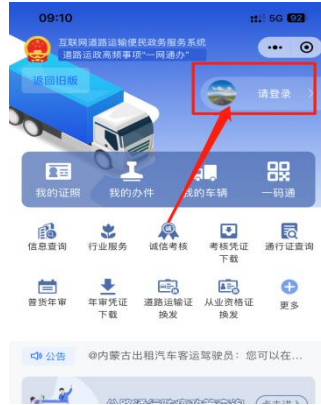 09:10
5G 92
互联网道路运输便民政务服务系统
道路运政高频事项“一网通办”
返回旧版
请登录
我的证照 我的办件 我的车辆 一码通
信息查询 行业服务 诚信考核 考核凭证下载 通行证查询
普货年审 年审凭证下载 道路运输证换发 从业资格证换发 更多
公告 @内蒙古出租汽车客运驾驶员：您可以在...